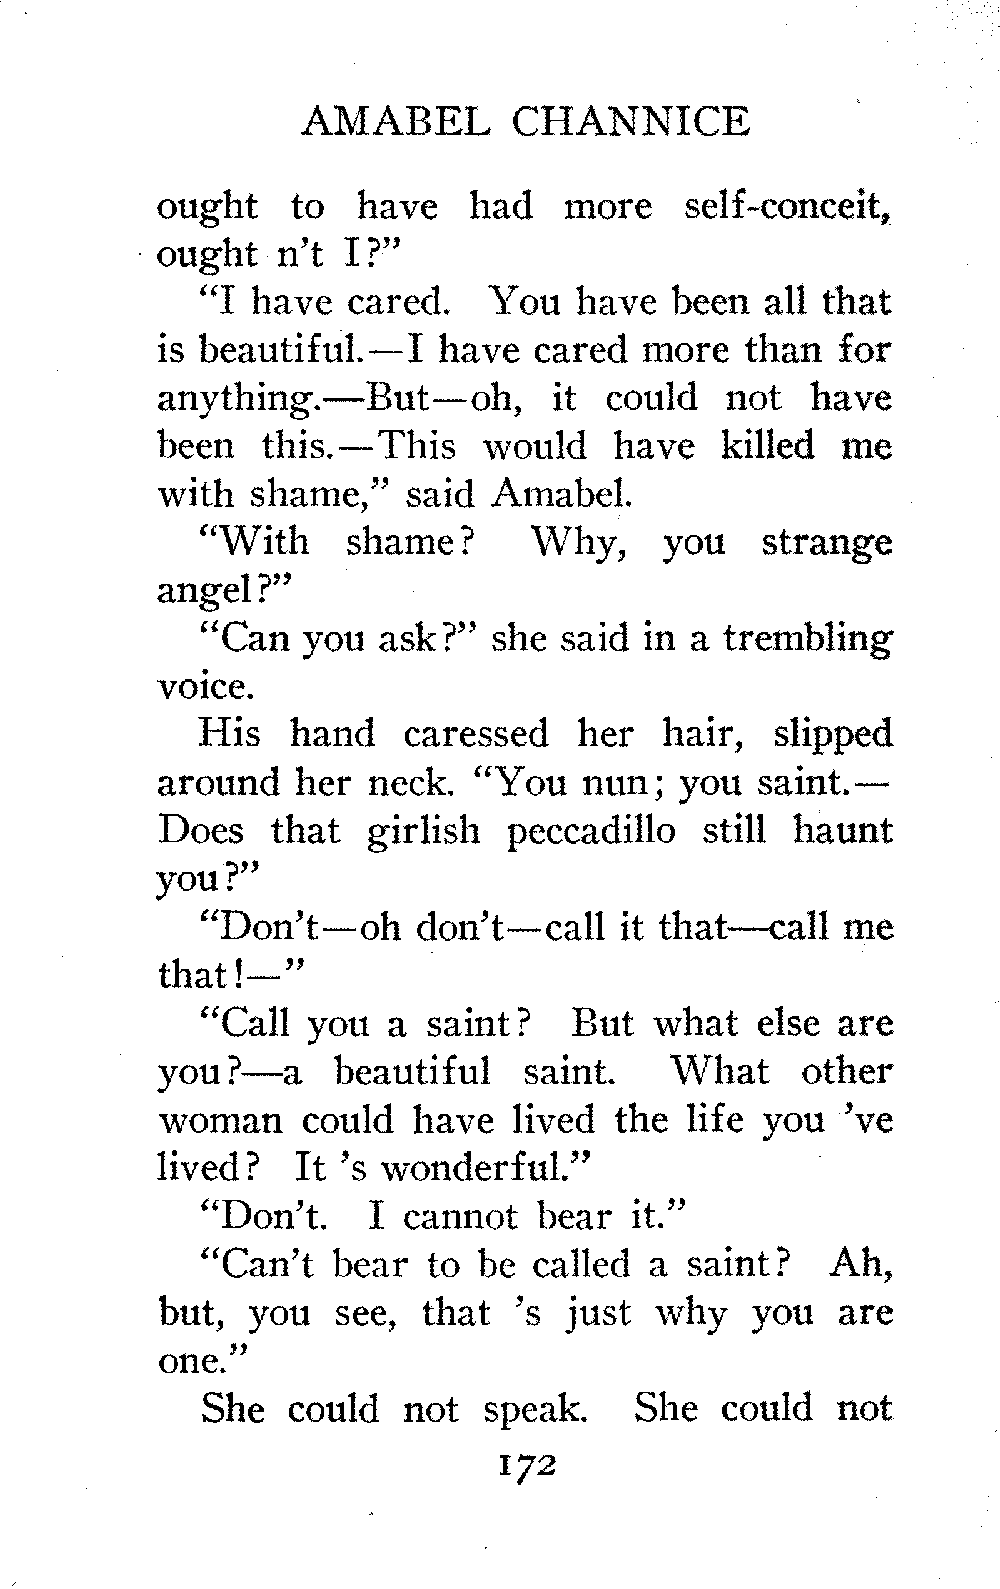 AMABEL CHANNICE
ought to have had more self-conceit,
ought n't I?"
"I have cared. You have been all that
is beautiful.—I have cared more than for
anything.—But—oh, it could not have
been this.—This would have killed me
with shame," said Amabel.
"With shame? Why, you strange
angel?"
"Can you ask?" she said in a trembling
voice.
His hand caressed her hair, slipped
around her neck. "You nun; you saint.—
Does that girlish peccadillo still haunt
you?"
"Don't—oh don't—call it that—call me
that!—"
"Call you a saint? But what else are
you?—a beautiful saint. What other
woman could have lived the life you 've
lived? It 's wonderful."
"Don't. I cannot bear it."
"Can't bear to be called a saint? Ah,
but, you see, that 's just why you are
one."
She could not speak. She could not
172